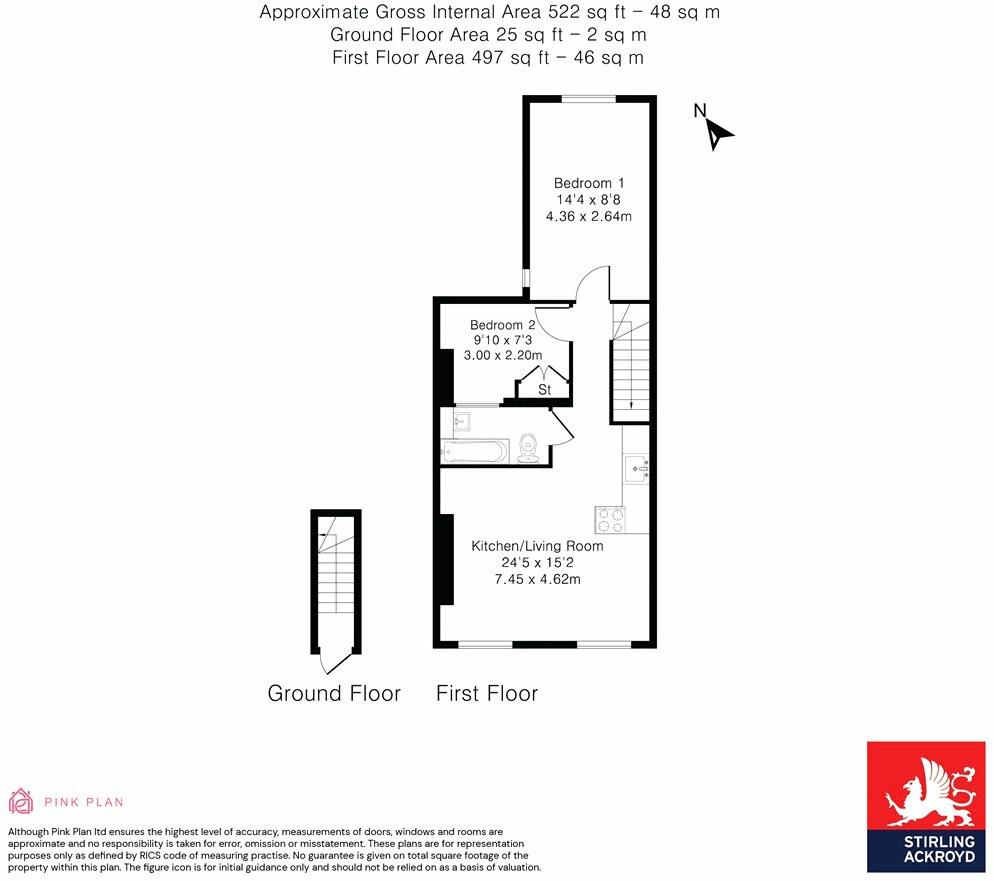 Approximate Gross Internal Area 522 sq ft – 48 sq m
Ground Floor Area 25 sq ft – 2 sq m
First Floor Area 497 sq ft – 46 sq m
N
Bedroom 1
14'4 x 8'8
4.36 x 2.64m
Bedroom 2
9'10 x 7'3
3.00 x 2.20m
St
Kitchen/Living Room
24'5 x 15'2
7.45 x 4.62m
Ground Floor
First Floor
PINK PLAN
Although Pink Plan ltd ensures the highest level of accuracy, measurements of doors, windows and rooms are
approximate and no responsibility is taken for error, omission or misstatement. These plans are for representation
purposes only as defined by RICS code of measuring practise. No guarantee is given on total square footage of the
property within this plan. The figure icon is for initial guidance only and should not be relied on as a basis of valuation.
STIRLING
ACKROYD